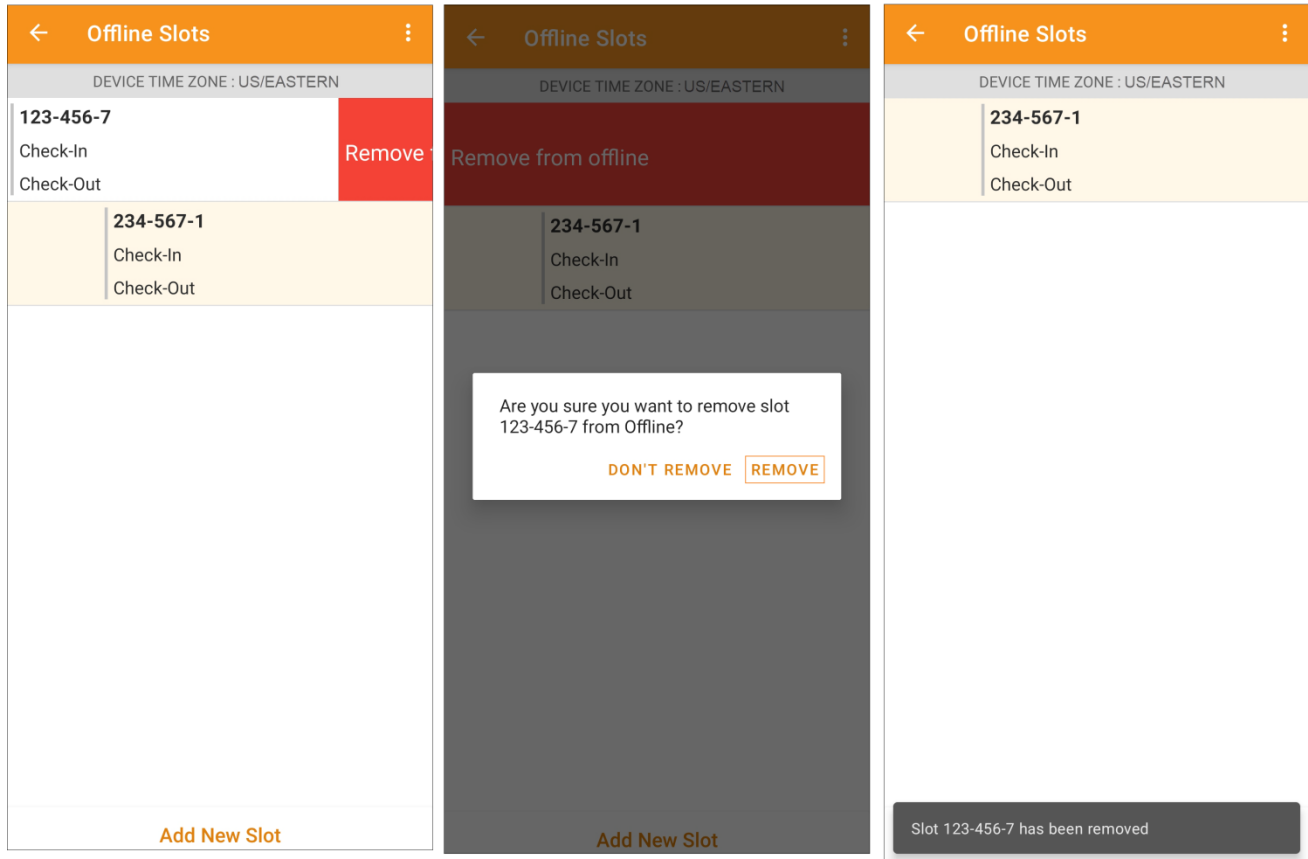 Offline Slots
DEVICE TIME ZONE : US/EASTERN
123-456-7
Check-In
Check-Out
Remove
234-567-1
Check-In
Check-Out
Add New Slot
Offline Slots
DEVICE TIME ZONE : US/EASTERN
Remove from offline
234-567-1
Check-In
Check-Out
Are you sure you want to remove slot
123-456-7 from Offline?
DON'T REMOVE REMOVE
Add New Slot
Offline Slots
DEVICE TIME ZONE : US/EASTERN
234-567-1
Check-In
Check-Out
Slot 123-456-7 has been removed